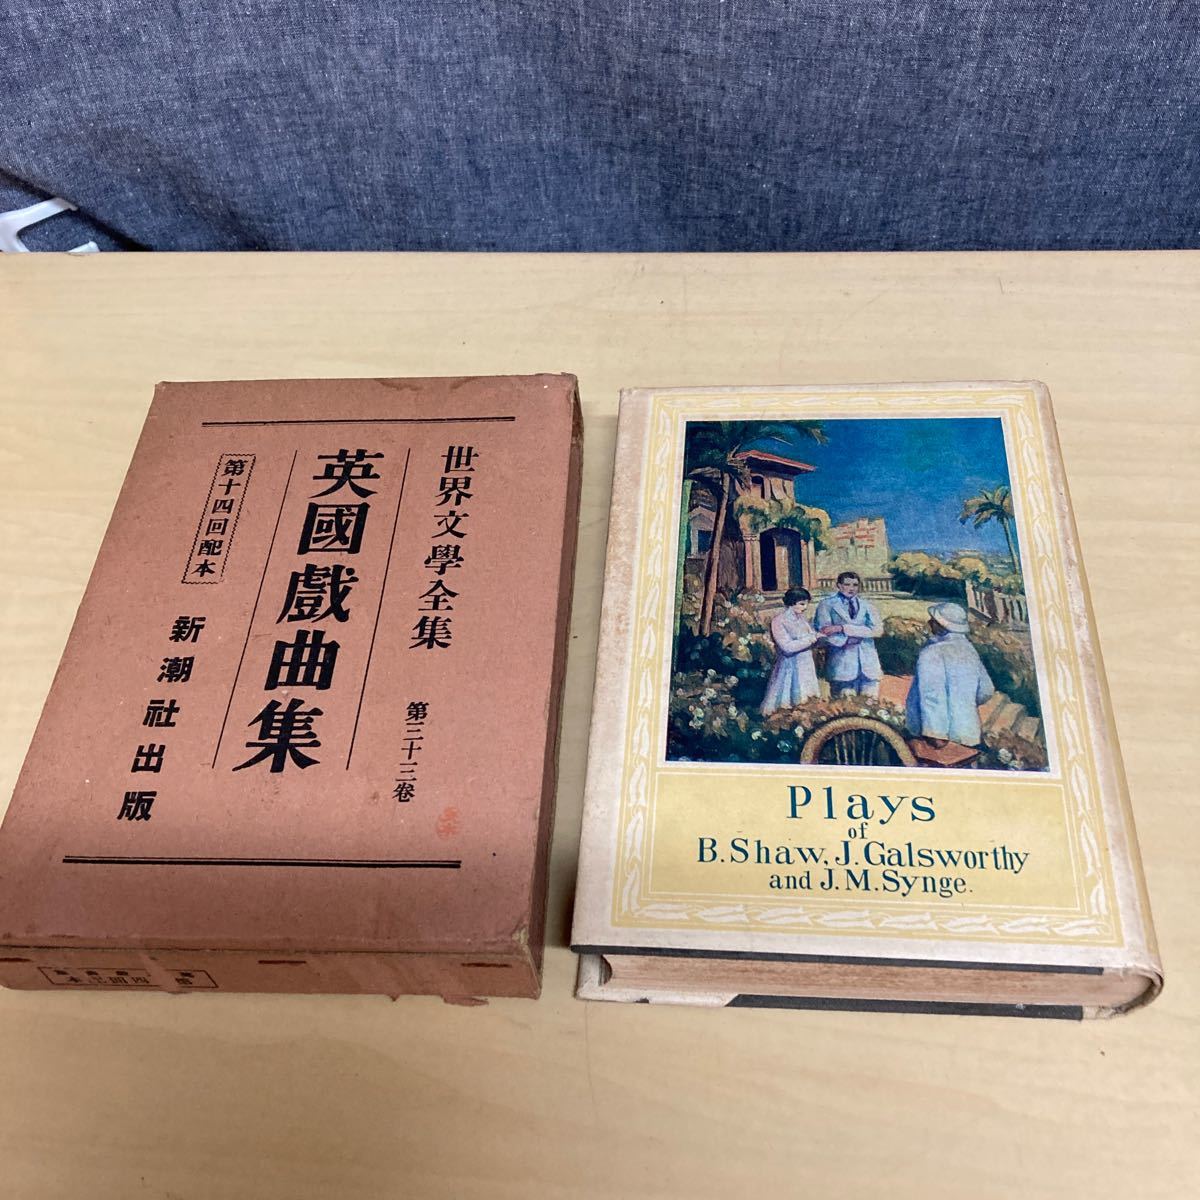 世界文學全集 第三十三卷
英國戲曲集
第十四回配本
新潮社出版
Plays
of
B. Shaw, J. Galsworthy
and J. M. Synge.